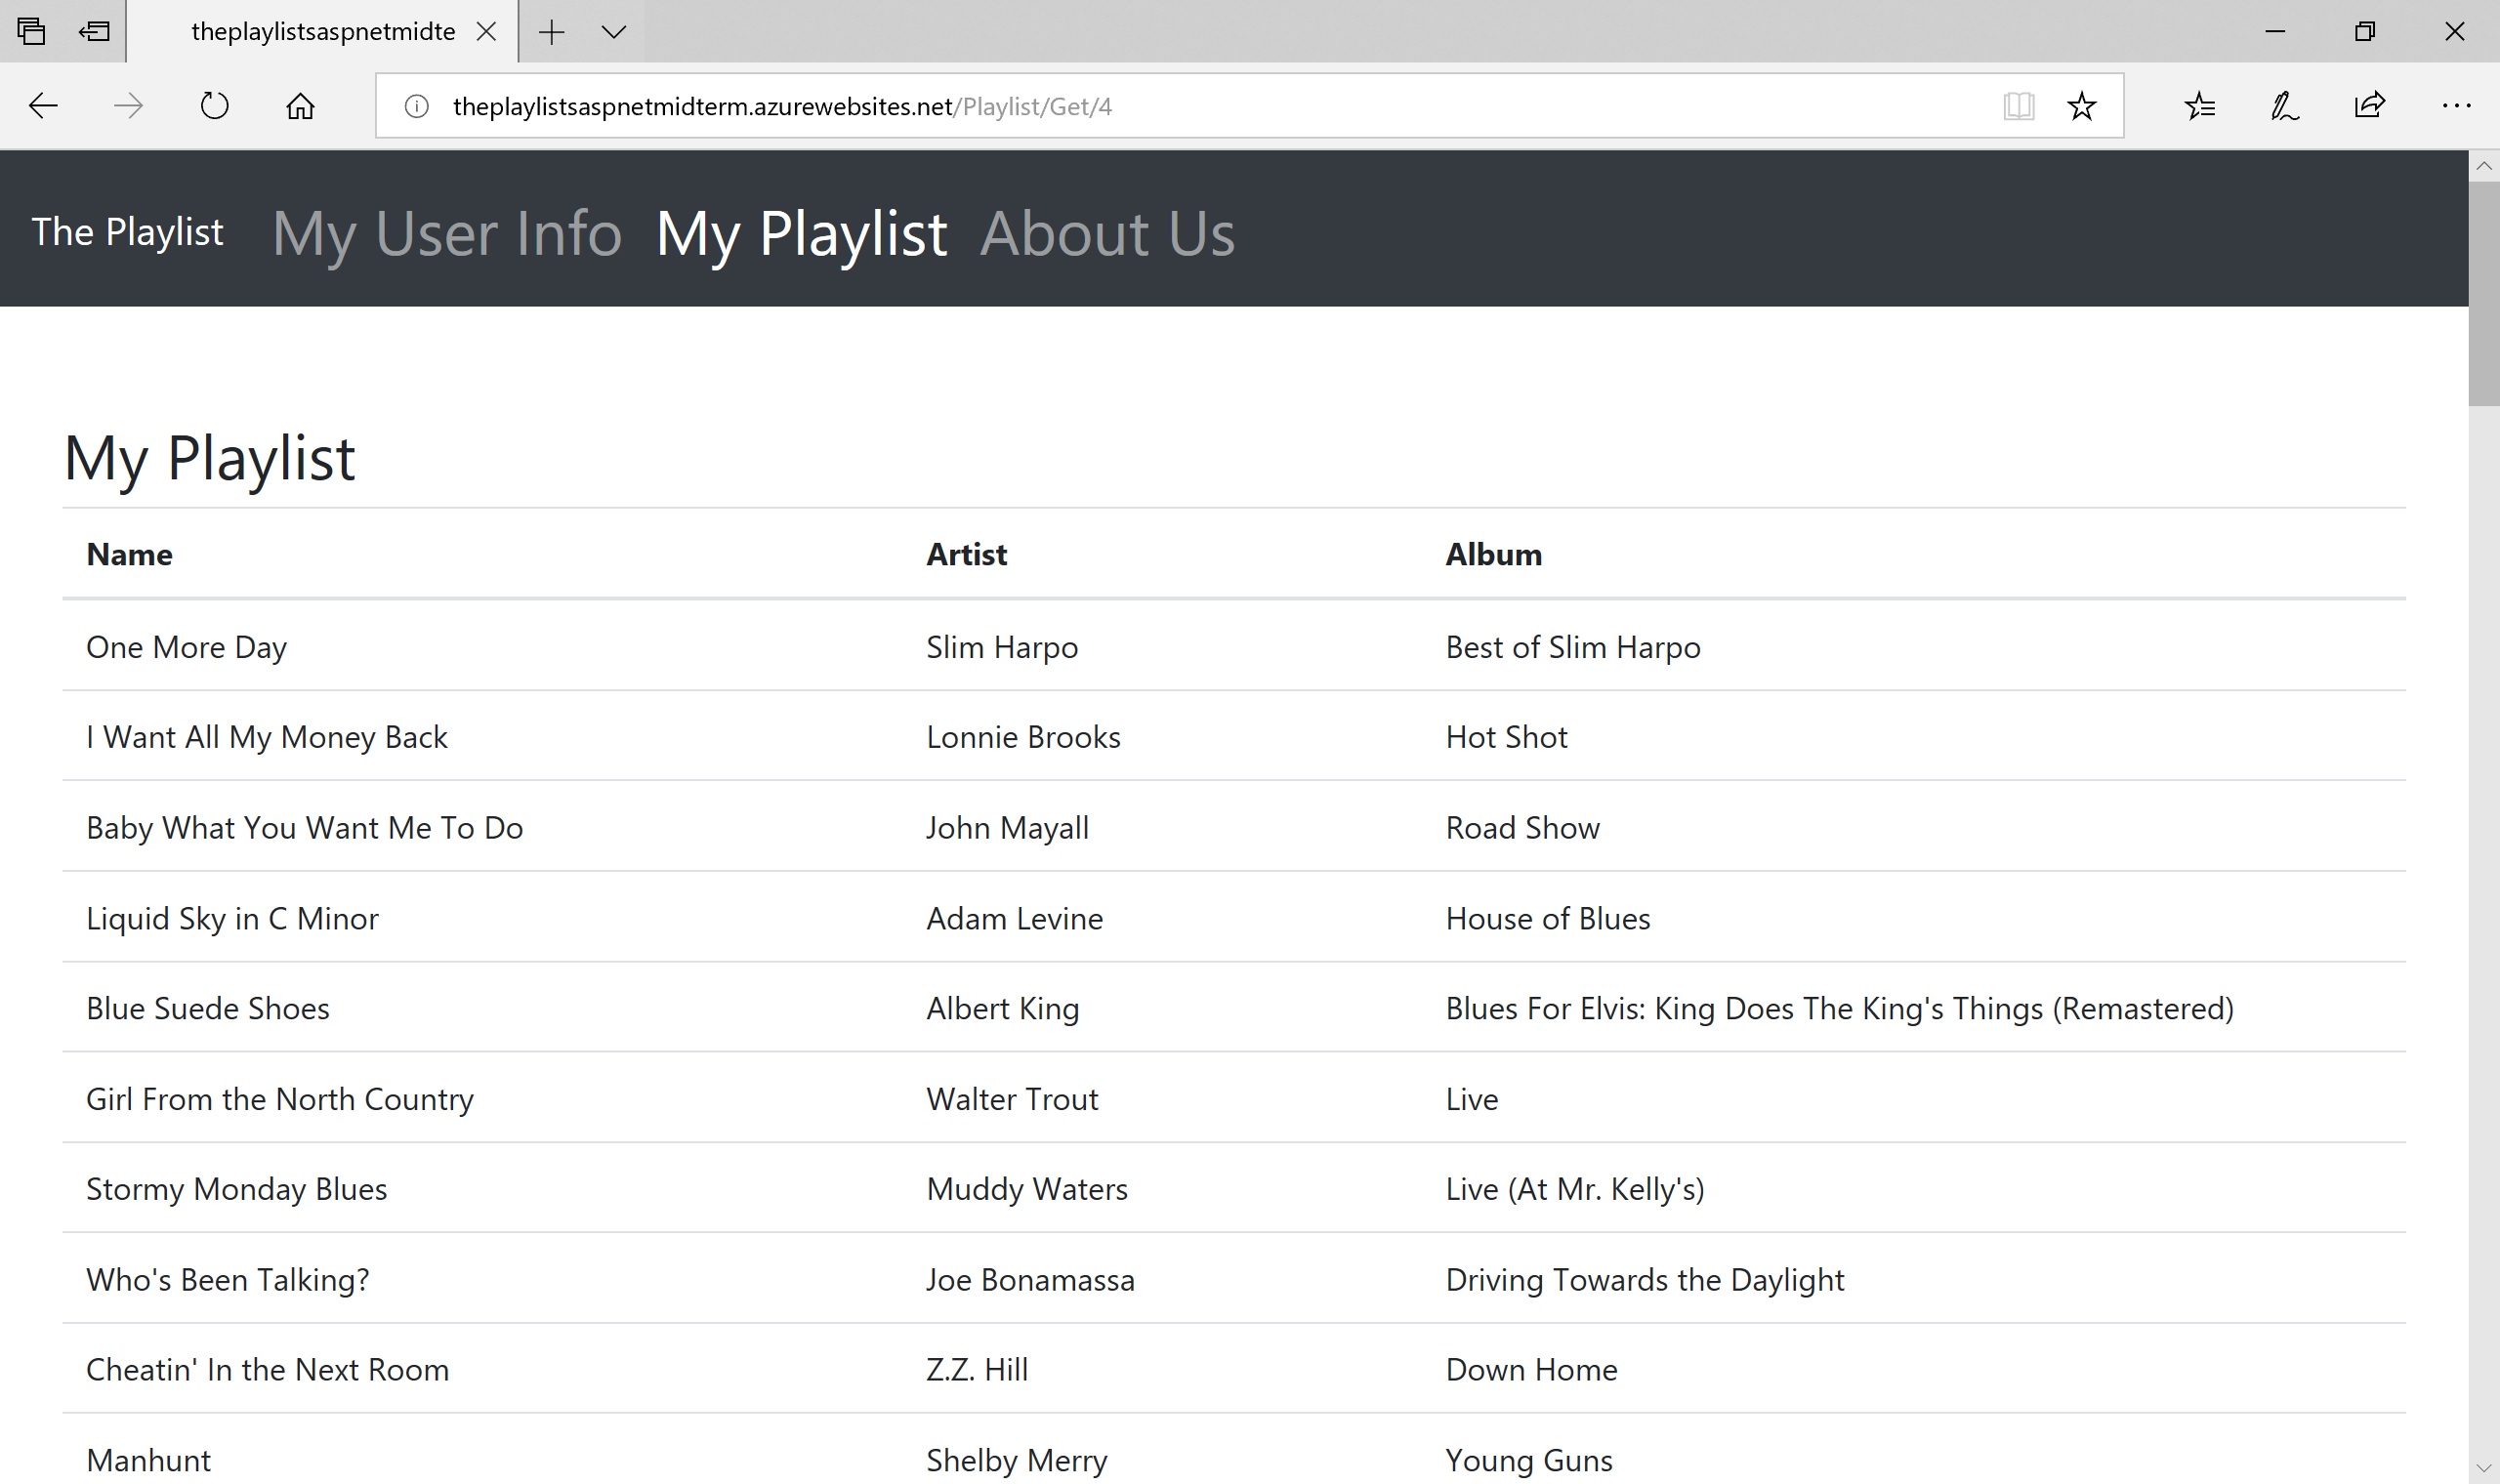 theplaylistsaspnetmidte
theplaylistsaspnetmidterm.azurewebsites.net/Playlist/Get/4
The Playlist My User Info My Playlist About Us
My Playlist
Name Artist Album
One More Day Slim Harpo Best of Slim Harpo
I Want All My Money Back Lonnie Brooks Hot Shot
Baby What You Want Me To Do John Mayall Road Show
Liquid Sky in C Minor Adam Levine House of Blues
Blue Suede Shoes Albert King Blues For Elvis: King Does The King's Things (Remastered)
Girl From the North Country Walter Trout Live
Stormy Monday Blues Muddy Waters Live (At Mr. Kelly's)
Who's Been Talking? Joe Bonamassa Driving Towards the Daylight
Cheatin' In the Next Room Z.Z. Hill Down Home
Manhunt Shelby Merry Young Guns